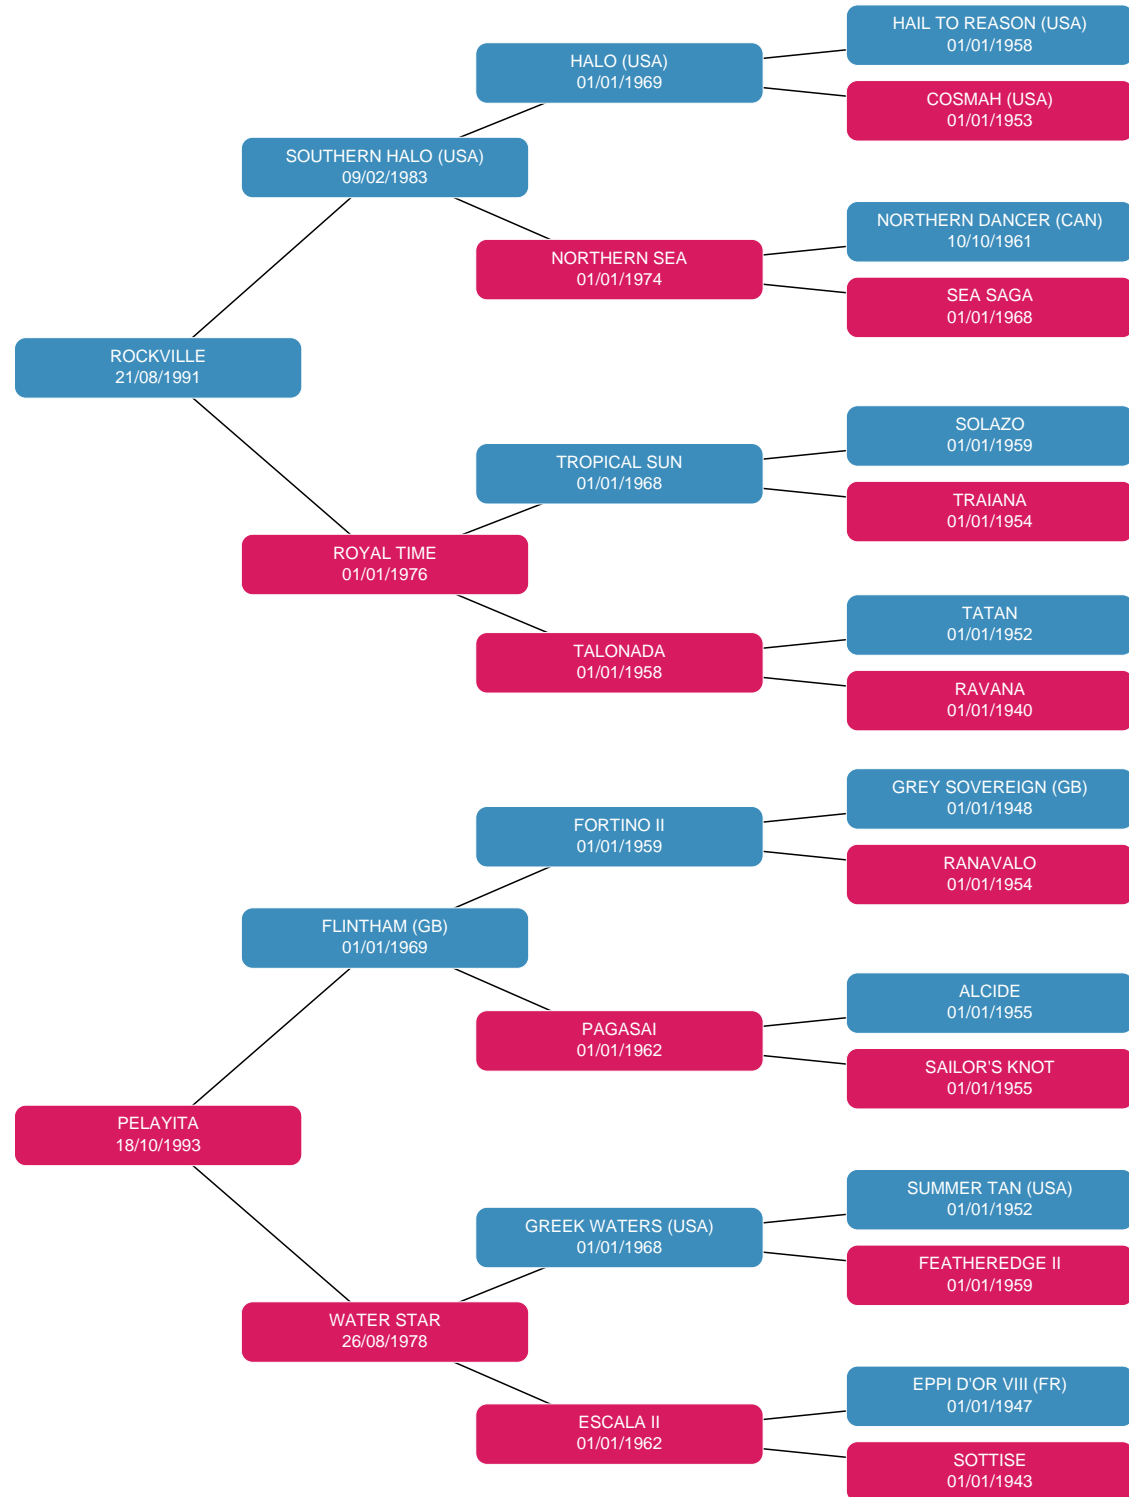 HAIL TO REASON (USA)
01/01/1958
HALO (USA)
01/01/1969
COSMAH (USA)
01/01/1953
SOUTHERN HALO (USA)
09/02/1983
NORTHERN DANCER (CAN)
10/10/1961
NORTHERN SEA
01/01/1974
SEA SAGA
01/01/1968
ROCKVILLE
21/08/1991
SOLAZO
01/01/1959
TROPICAL SUN
01/01/1968
TRAIANA
01/01/1954
ROYAL TIME
01/01/1976
TATAN
01/01/1952
TALONADA
01/01/1958
RAVANA
01/01/1940
GREY SOVEREIGN (GB)
01/01/1948
FORTINO II
01/01/1959
RANAVALO
01/01/1954
FLINTHAM (GB)
01/01/1969
ALCIDE
01/01/1955
PAGASAI
01/01/1962
SAILOR'S KNOT
01/01/1955
PELAYITA
18/10/1993
SUMMER TAN (USA)
01/01/1952
GREEK WATERS (USA)
01/01/1968
FEATHEREDGE II
01/01/1959
WATER STAR
26/08/1978
EPPI D'OR VIII (FR)
01/01/1947
ESCALA II
01/01/1962
SOTTISE
01/01/1943